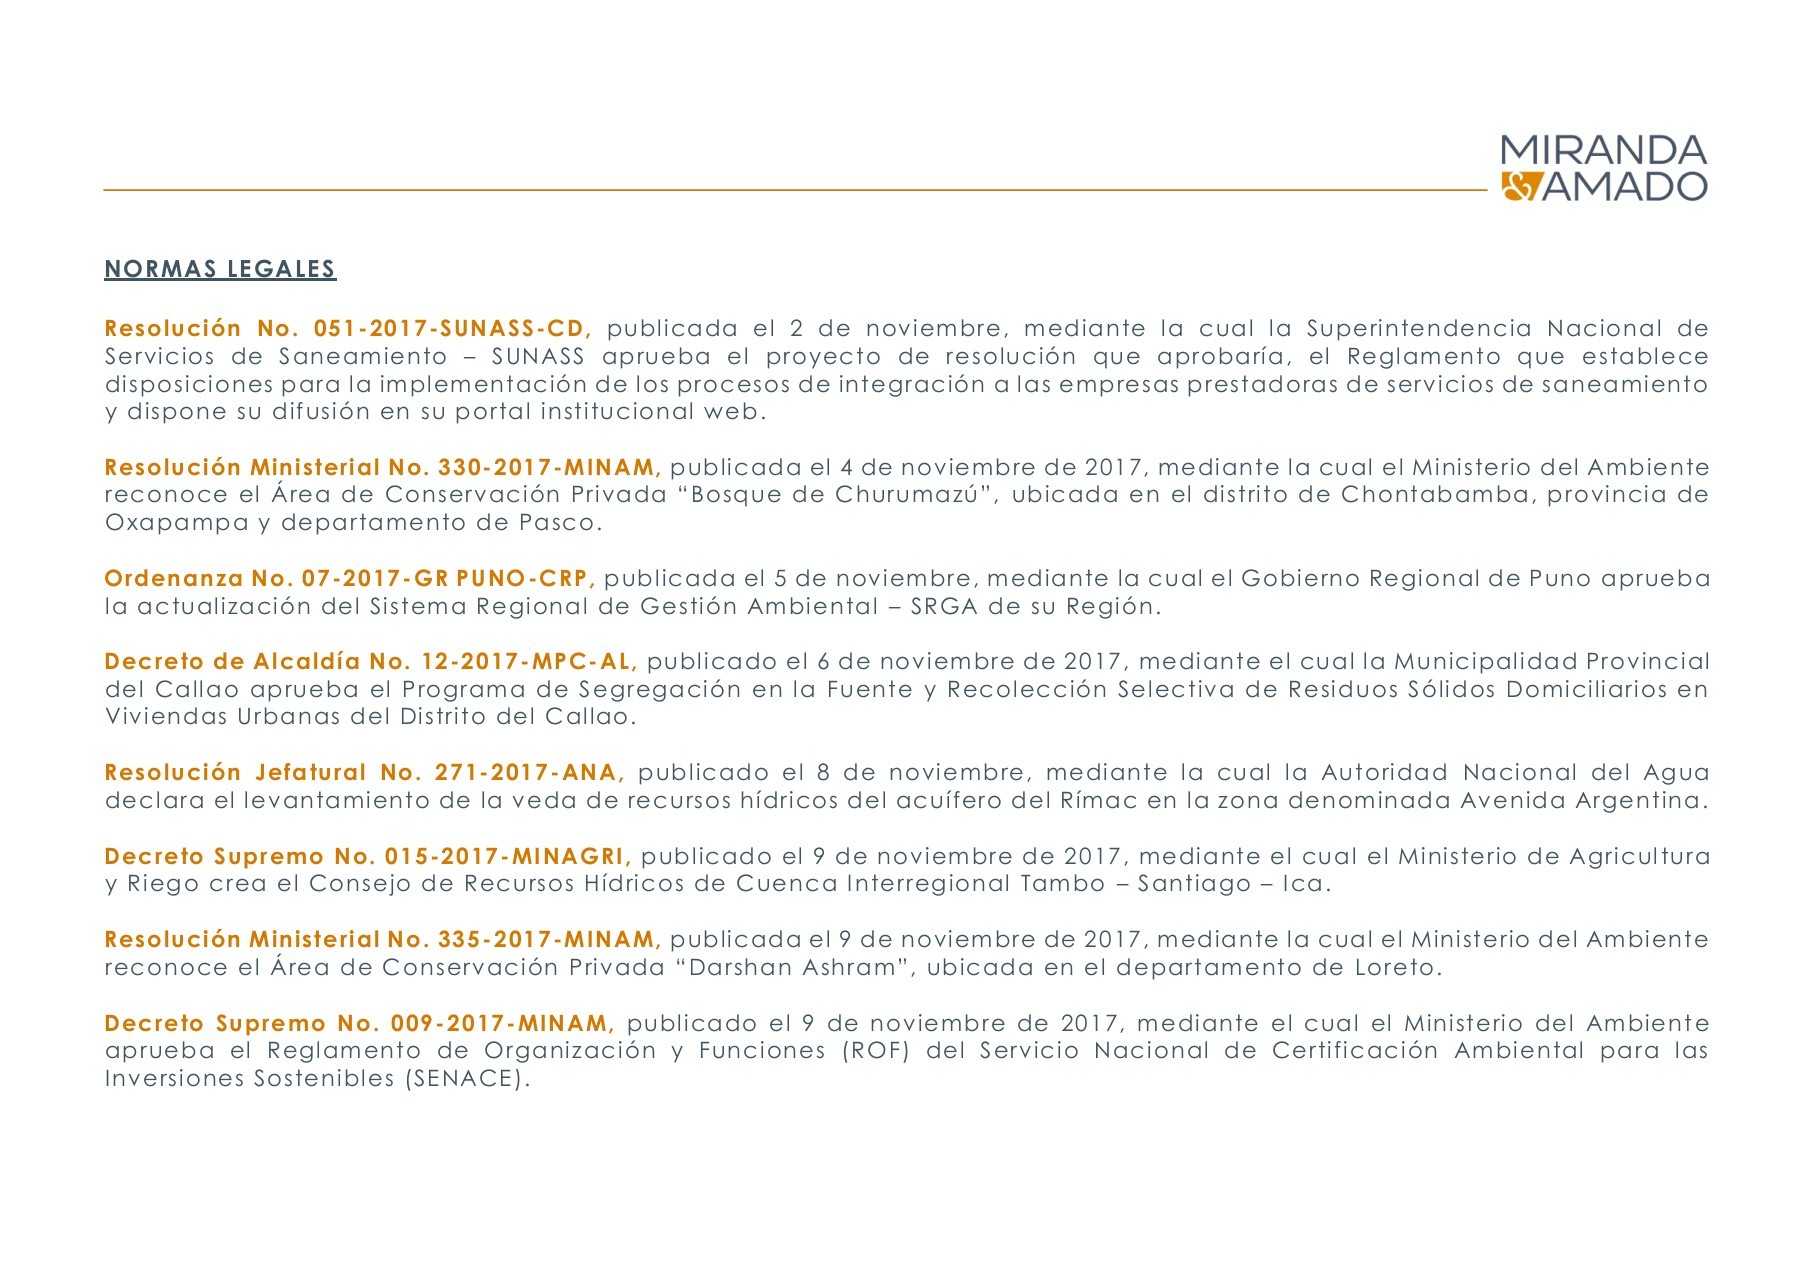 MIRANDA
& AMADO
NORMAS LEGALES
Resolución No. 051-2017-SUNASS-CD, publicada el 2 de noviembre, mediante la cual la Superintendencia Nacional de
Servicios de Saneamiento – SUNASS aprueba el proyecto de resolución que aprobaría, el Reglamento que establece
disposiciones para la implementación de los procesos de integración a las empresas prestadoras de servicios de saneamiento
y dispone su difusión en su portal institucional web.
Resolución Ministerial No. 330-2017-MINAM, publicada el 4 de noviembre de 2017, mediante la cual el Ministerio del Ambiente
reconoce el Área de Conservación Privada “Bosque de Churumazú”, ubicada en el distrito de Chontabamba, provincia de
Oxapampa y departamento de Pasco.
Ordenanza No. 07-2017-GR PUNO-CRP, publicada el 5 de noviembre, mediante la cual el Gobierno Regional de Puno aprueba
la actualización del Sistema Regional de Gestión Ambiental – SRGA de su Región.
Decreto de Alcaldía No. 12-2017-MPC-AL, publicado el 6 de noviembre de 2017, mediante el cual la Municipalidad Provincial
del Callao aprueba el Programa de Segregación en la Fuente y Recolección Selectiva de Residuos Sólidos Domiciliarios en
Viviendas Urbanas del Distrito del Callao.
Resolución Jefatural No. 271-2017-ANA, publicado el 8 de noviembre, mediante la cual la Autoridad Nacional del Agua
declara el levantamiento de la veda de recursos hídricos del acuífero del Rímac en la zona denominada Avenida Argentina.
Decreto Supremo No. 015-2017-MINAGRI, publicado el 9 de noviembre de 2017, mediante el cual el Ministerio de Agricultura
y Riego crea el Consejo de Recursos Hídricos de Cuenca Interregional Tambo – Santiago – Ica.
Resolución Ministerial No. 335-2017-MINAM, publicada el 9 de noviembre de 2017, mediante la cual el Ministerio del Ambiente
reconoce el Área de Conservación Privada “Darshan Ashram”, ubicada en el departamento de Loreto.
Decreto Supremo No. 009-2017-MINAM, publicado el 9 de noviembre de 2017, mediante el cual el Ministerio del Ambiente
aprueba el Reglamento de Organización y Funciones (ROF) del Servicio Nacional de Certificación Ambiental para las
Inversiones Sostenibles (SENACE).